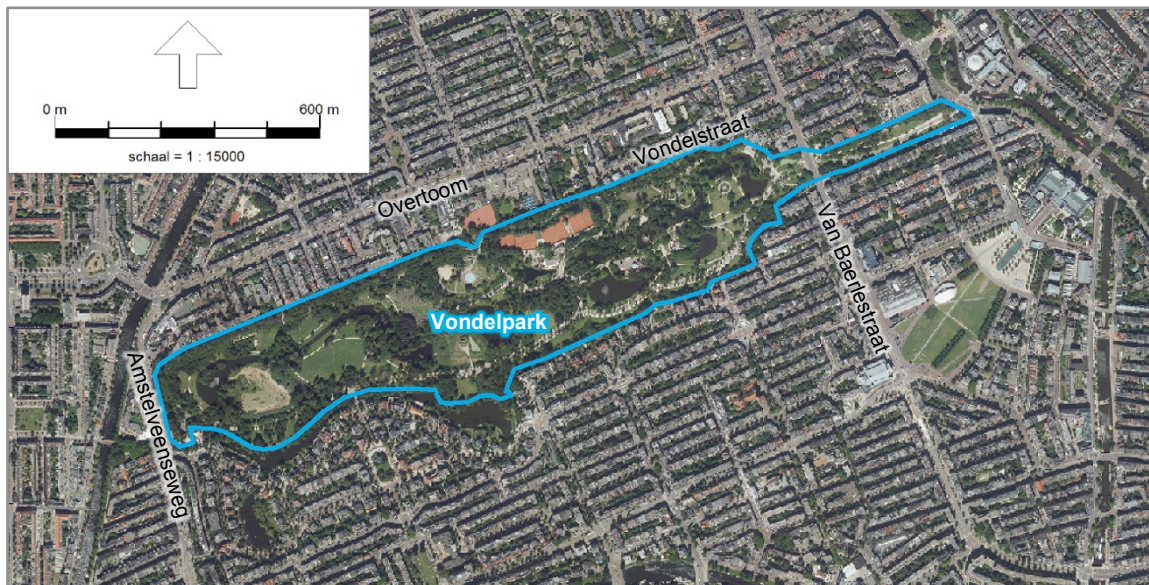 0 m
600 m
schaal = 1 : 15000
Vondelstraat
Overtoom
Van Baerlestraat
Vondelpark
Amstelveenseweg